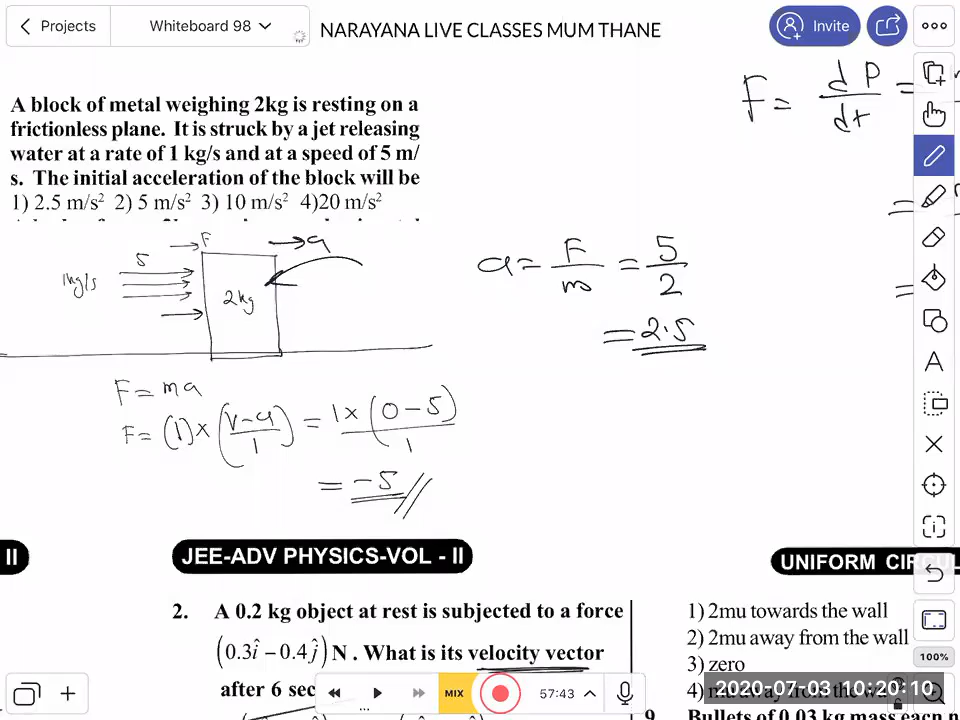 Projects
Whiteboard 98
NARAYANA LIVE CLASSES MUM THANE
Invite
A block of metal weighing 2kg is resting on a
frictionless plane. It is struck by a jet releasing
water at a rate of 1 kg/s and at a speed of 5 m/
s. The initial acceleration of the block will be
1) 2.5 m/s² 2) 5 m/s² 3) 10 m/s² 4)20 m/s²
F = dP/dt =
=
=
F
a
5
1kg/s
2kg
a = F/m = 5/2
= 2.5
F = ma
F = (1) × (v-u/1) = 1 × (0 - 5)/1
= -5 //
II
JEE-ADV PHYSICS-VOL - II
UNIFORM CIRCUL
2. A 0.2 kg object at rest is subjected to a force
(0.3î − 0.4ĵ) N . What is its velocity vector
after 6 sec
1) 2mu towards the wall
2) 2mu away from the wall
3) zero
4)
100%
MIX
57:43
2020-07-03 10:20:10
9. Bullets of 0.03 kg mass each